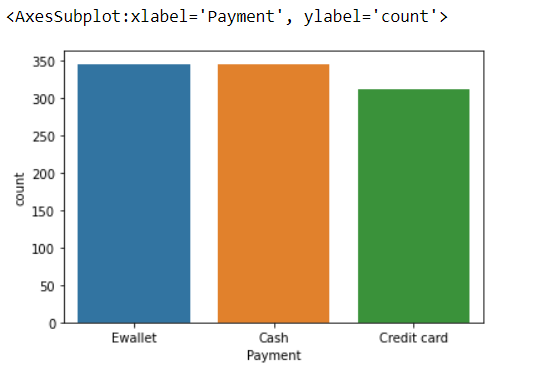 <AxesSubplot:xlabel='Payment', ylabel='count'>
350
300
250
200
150
100
50
0
count
Ewallet Cash Credit card
Payment